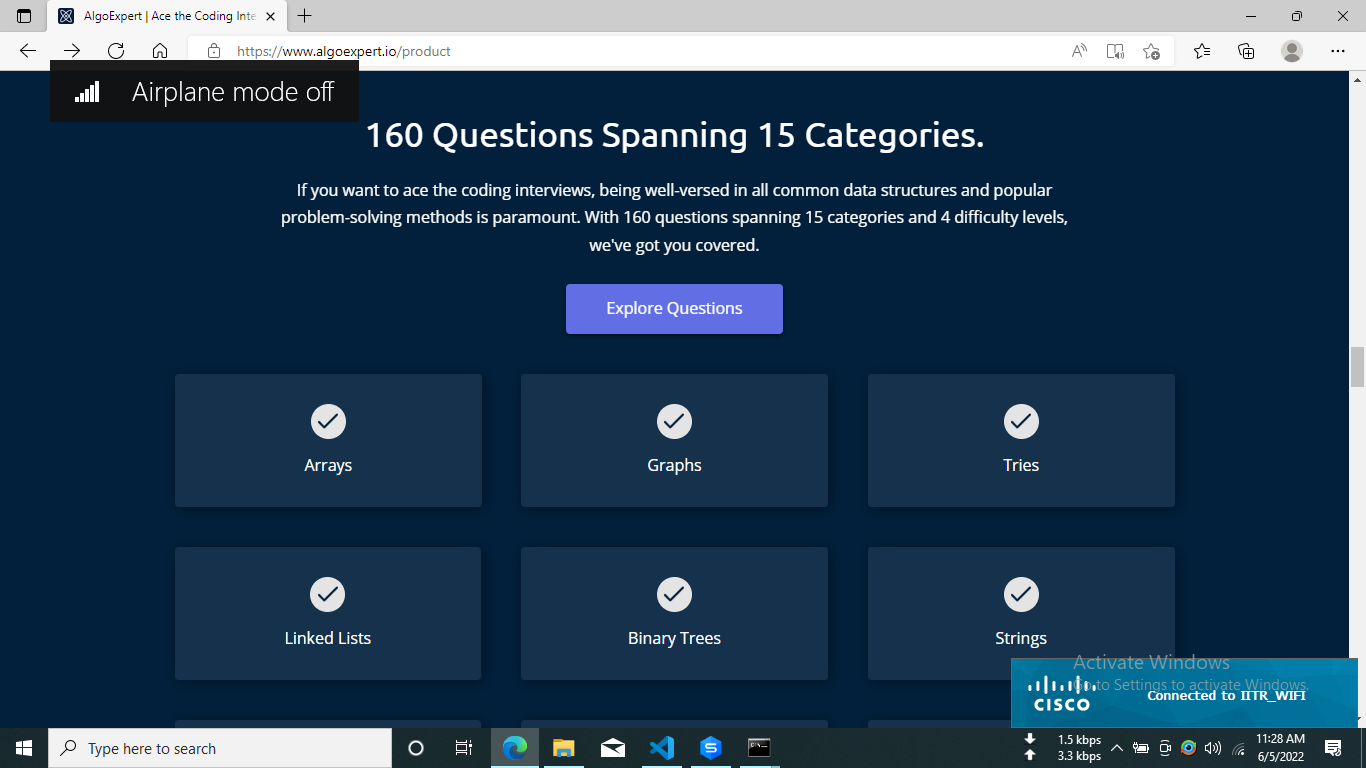 AlgoExpert | Ace the Coding Inte
https://www.algoexpert.io/product
Airplane mode off
160 Questions Spanning 15 Categories.
If you want to ace the coding interviews, being well-versed in all common data structures and popular
problem-solving methods is paramount. With 160 questions spanning 15 categories and 4 difficulty levels,
we've got you covered.
Explore Questions
Arrays
Graphs
Tries
Linked Lists
Binary Trees
Strings
Activate Windows
Go to Settings to activate Windows.
CISCO
Connected to IITR_WIFI
Type here to search
1.5 kbps
3.3 kbps
11:28 AM
6/5/2022